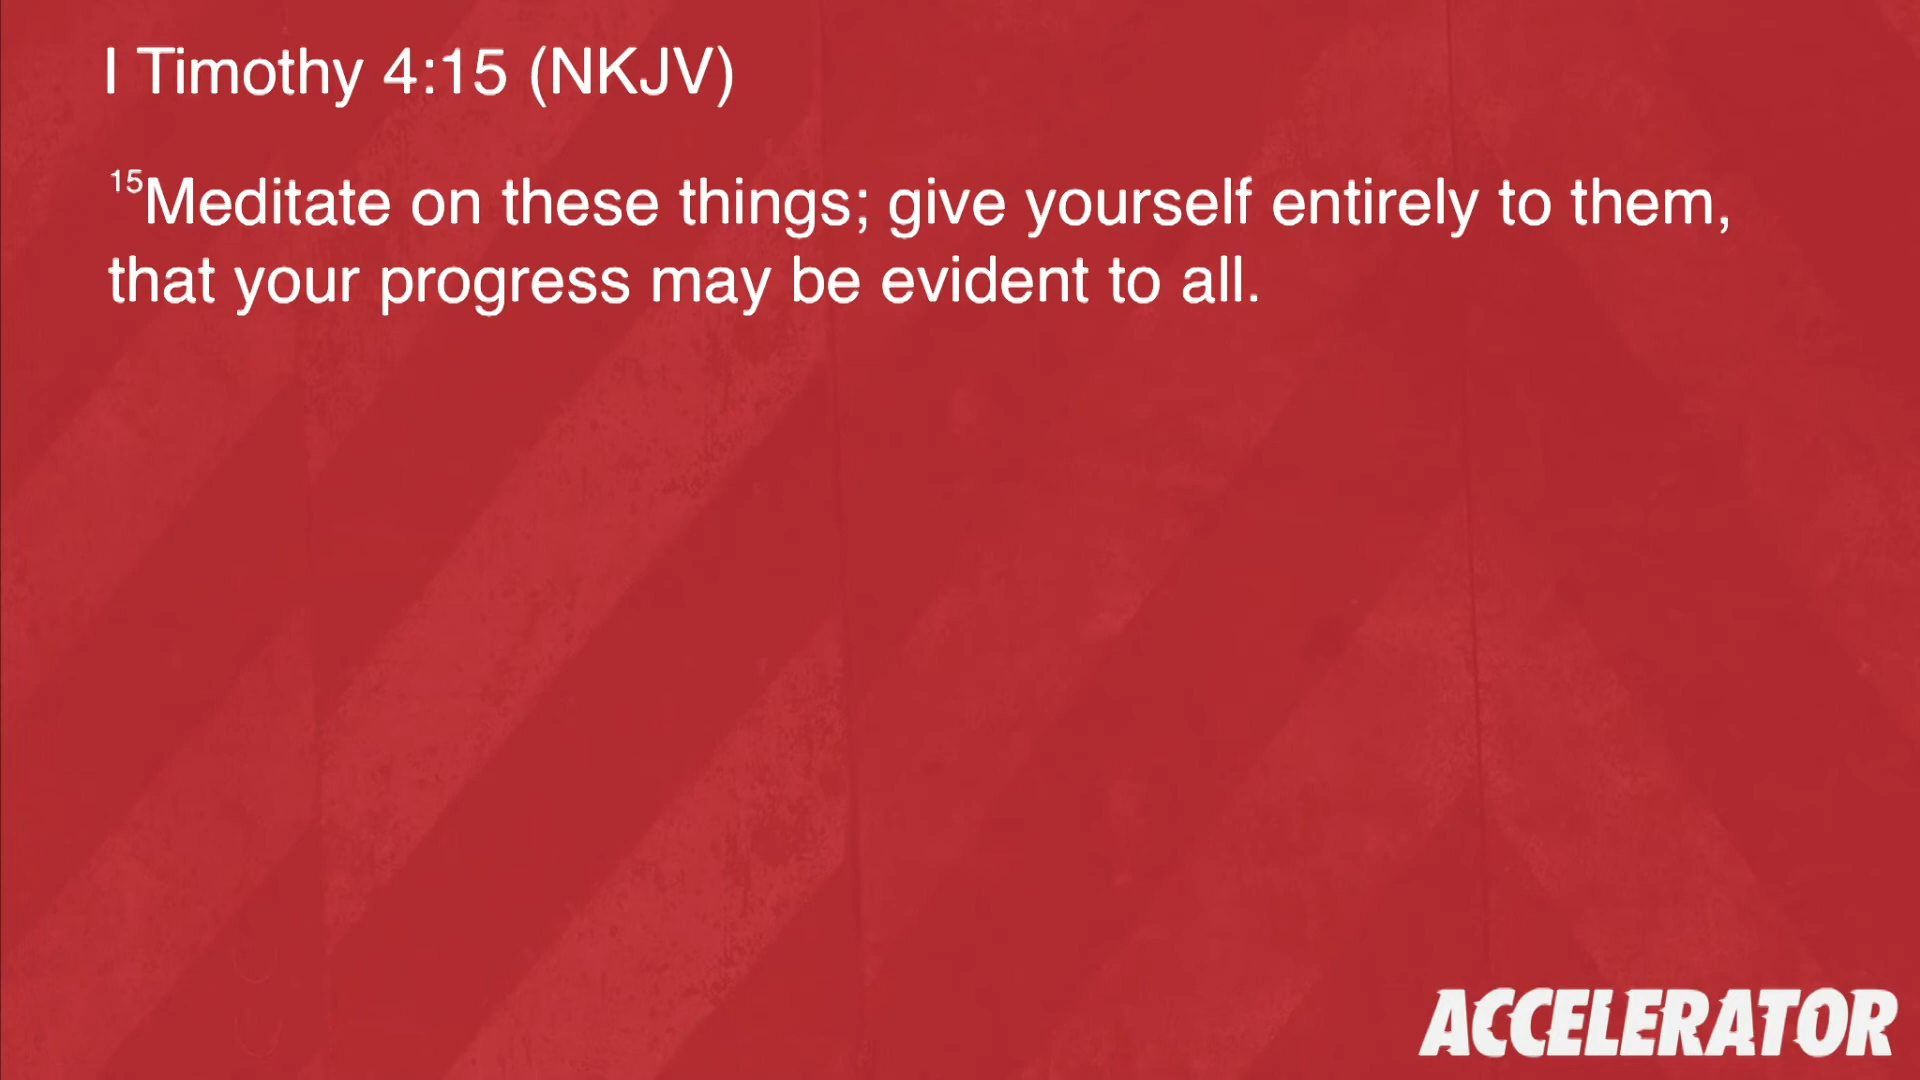 I Timothy 4:15 (NKJV)
15Meditate on these things; give yourself entirely to them,
that your progress may be evident to all.
ACCELERATOR